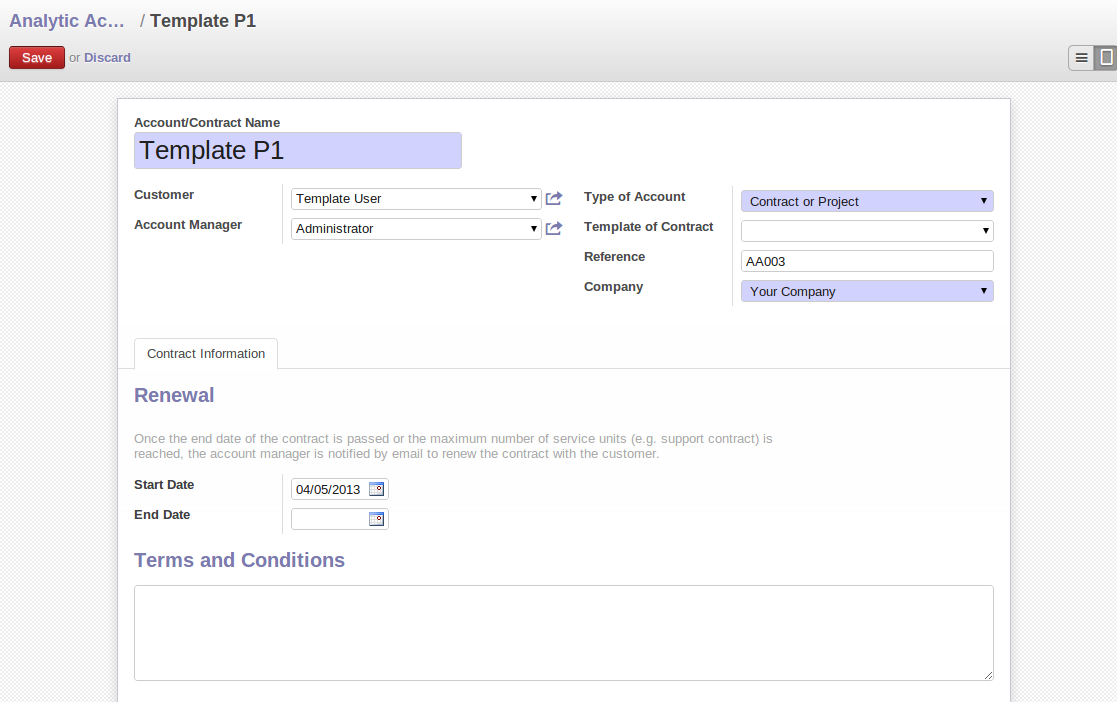 Analytic Ac... / Template P1
Save or Discard
Account/Contract Name
Template P1
Customer
Template User
Account Manager
Administrator
Type of Account
Contract or Project
Template of Contract
Reference
AA003
Company
Your Company
Contract Information
Renewal
Once the end date of the contract is passed or the maximum number of service units (e.g. support contract) is
reached, the account manager is notified by email to renew the contract with the customer.
Start Date
04/05/2013
End Date
Terms and Conditions